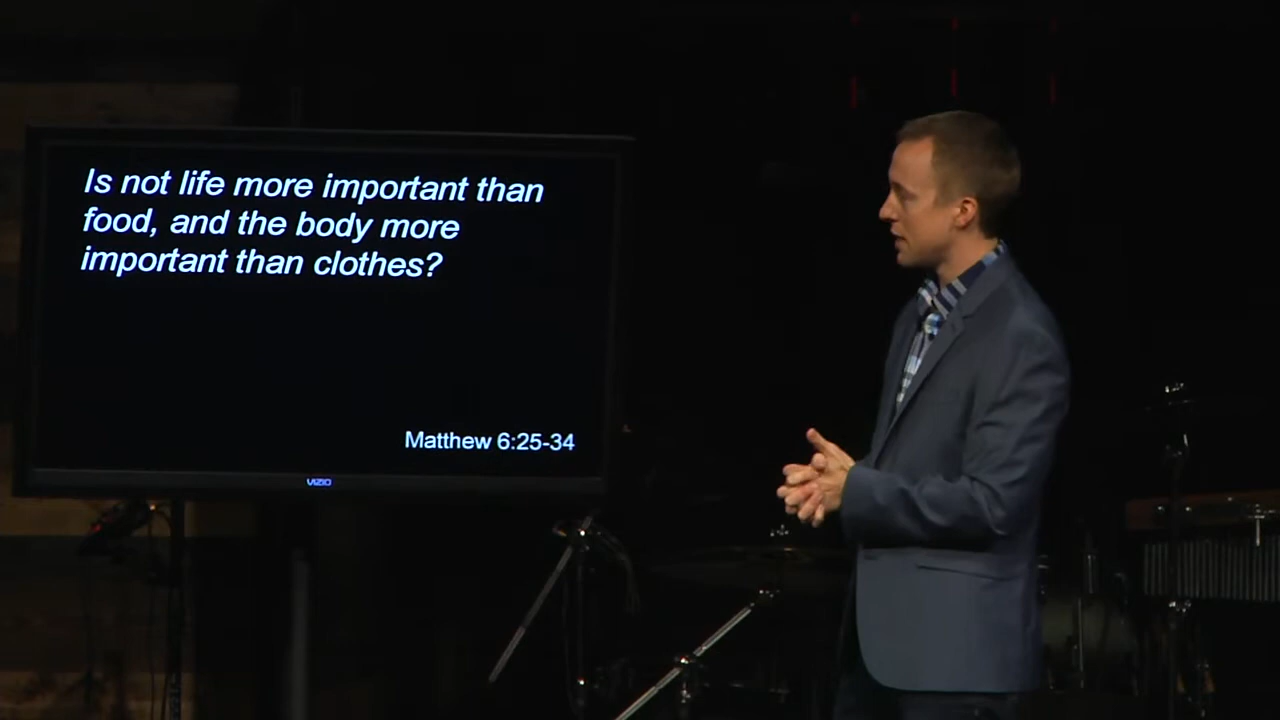 Is not life more important than
food, and the body more
important than clothes?
Matthew 6:25-34
VIZIO